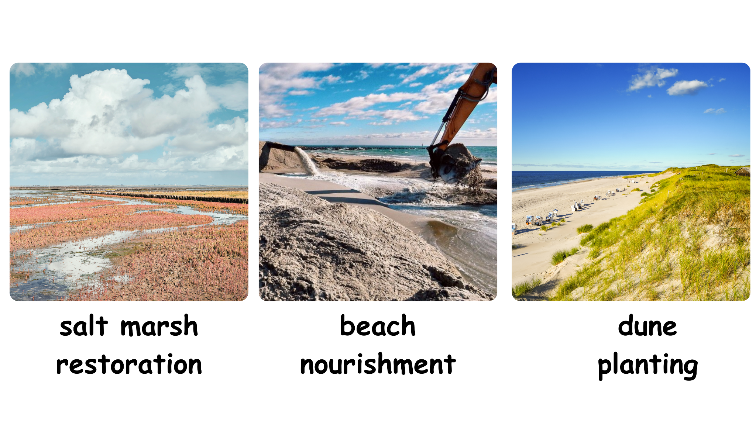 salt marsh
restoration
beach
nourishment
dune
planting